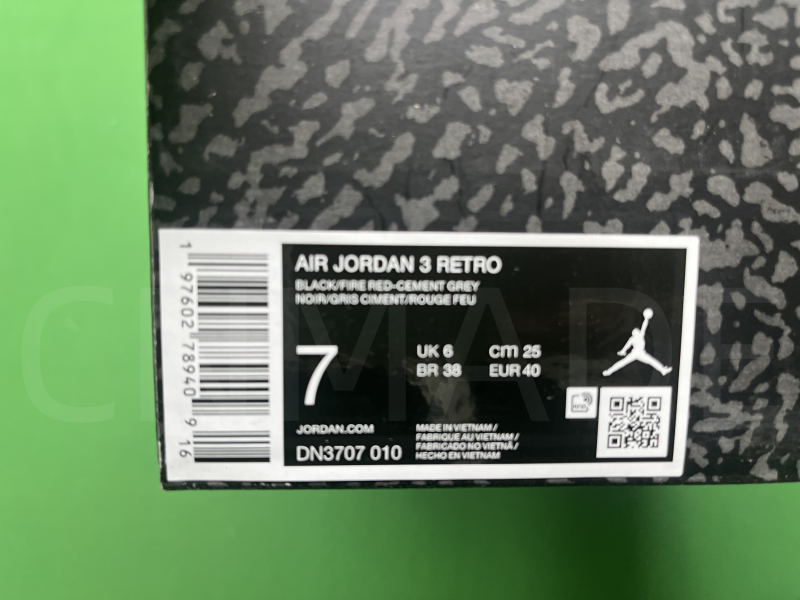 AIR JORDAN 3 RETRO
BLACK/FIRE RED-CEMENT GREY
NOIR/GRIS CIMENT/ROUGE FEU
7
UK 6 cm 25
BR 38 EUR 40
JORDAN.COM
DN3707 010
MADE IN VIETNAM /
FABRIQUE AU VIETNAM /
FABRICADO NO VIETNÃ /
HECHO EN VIETNAM
1 97602 78940 9 16